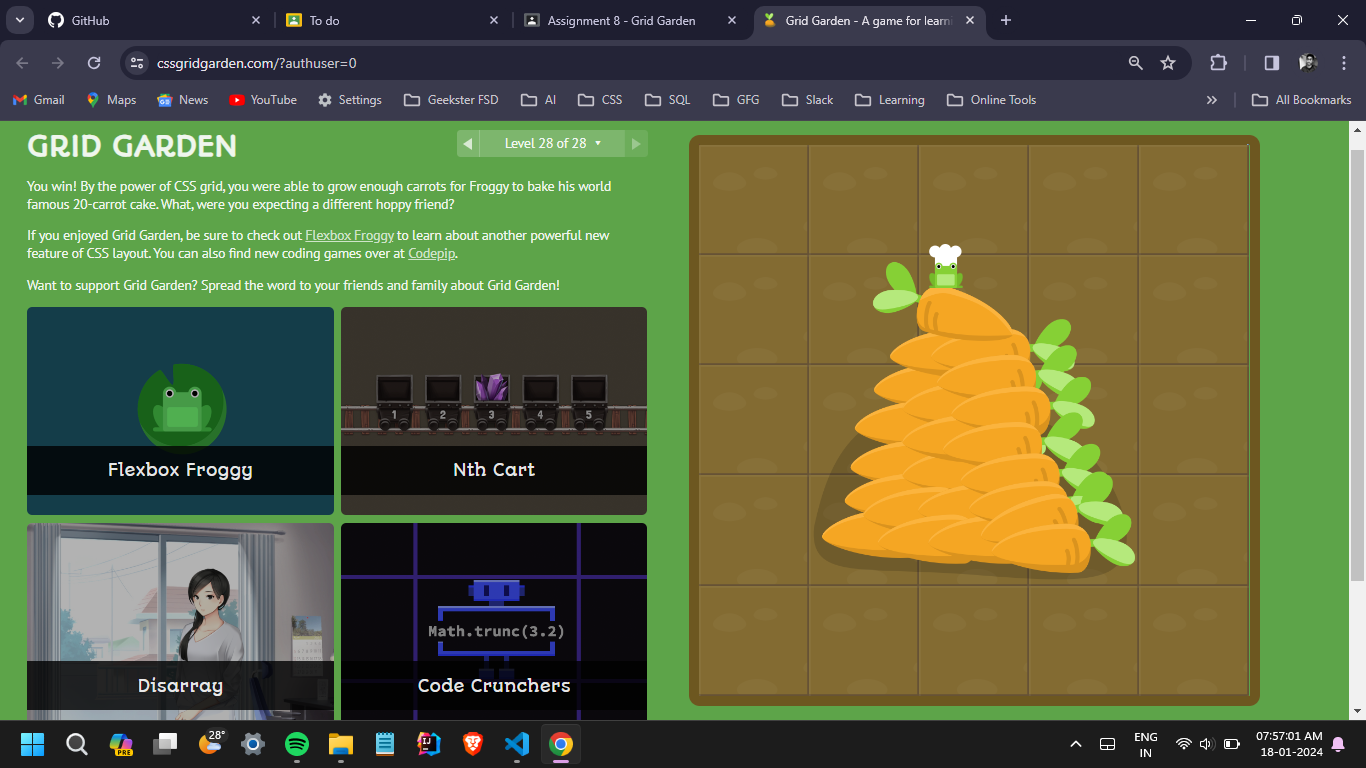 GitHub
To do
Assignment 8 - Grid Garden
Grid Garden - A game for learni
cssgridgarden.com/?authuser=0
Gmail
Maps
News
YouTube
Settings
Geekster FSD
AI
CSS
SQL
GFG
Slack
Learning
Online Tools
»
All Bookmarks
GRID GARDEN
Level 28 of 28
You win! By the power of CSS grid, you were able to grow enough carrots for Froggy to bake his world
famous 20-carrot cake. What, were you expecting a different hoppy friend?
If you enjoyed Grid Garden, be sure to check out Flexbox Froggy to learn about another powerful new
feature of CSS layout. You can also find new coding games over at Codepip.
Want to support Grid Garden? Spread the word to your friends and family about Grid Garden!
1 2 3 4 5
Flexbox Froggy
Nth Cart
Math.trunc(3.2)
Disarray
Code Crunchers
PRE
28°
ENG
IN
07:57:01 AM
18-01-2024